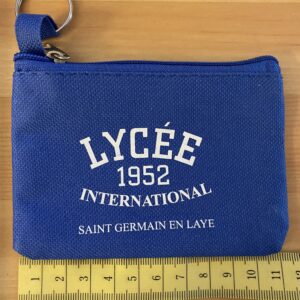 LYCÉE
1952
INTERNATIONAL
SAINT GERMAIN EN LAYE
1 2 3 4 5 6 7 8 9 10 11